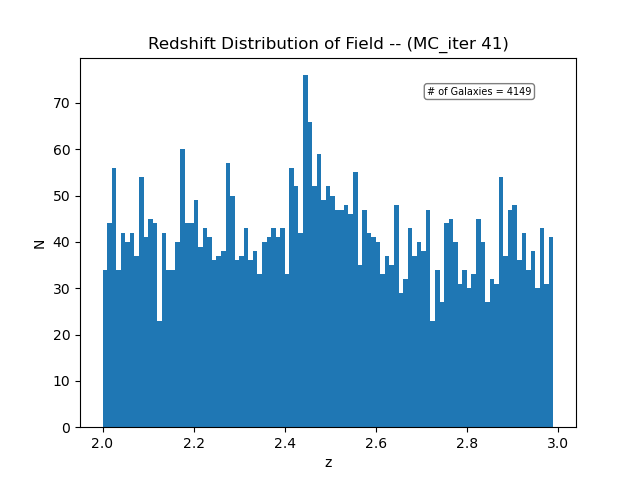 Redshift Distribution of Field -- (MC_iter 41)
# of Galaxies = 4149
70
60
50
40
30
20
10
0
N
2.0 2.2 2.4 2.6 2.8 3.0
z